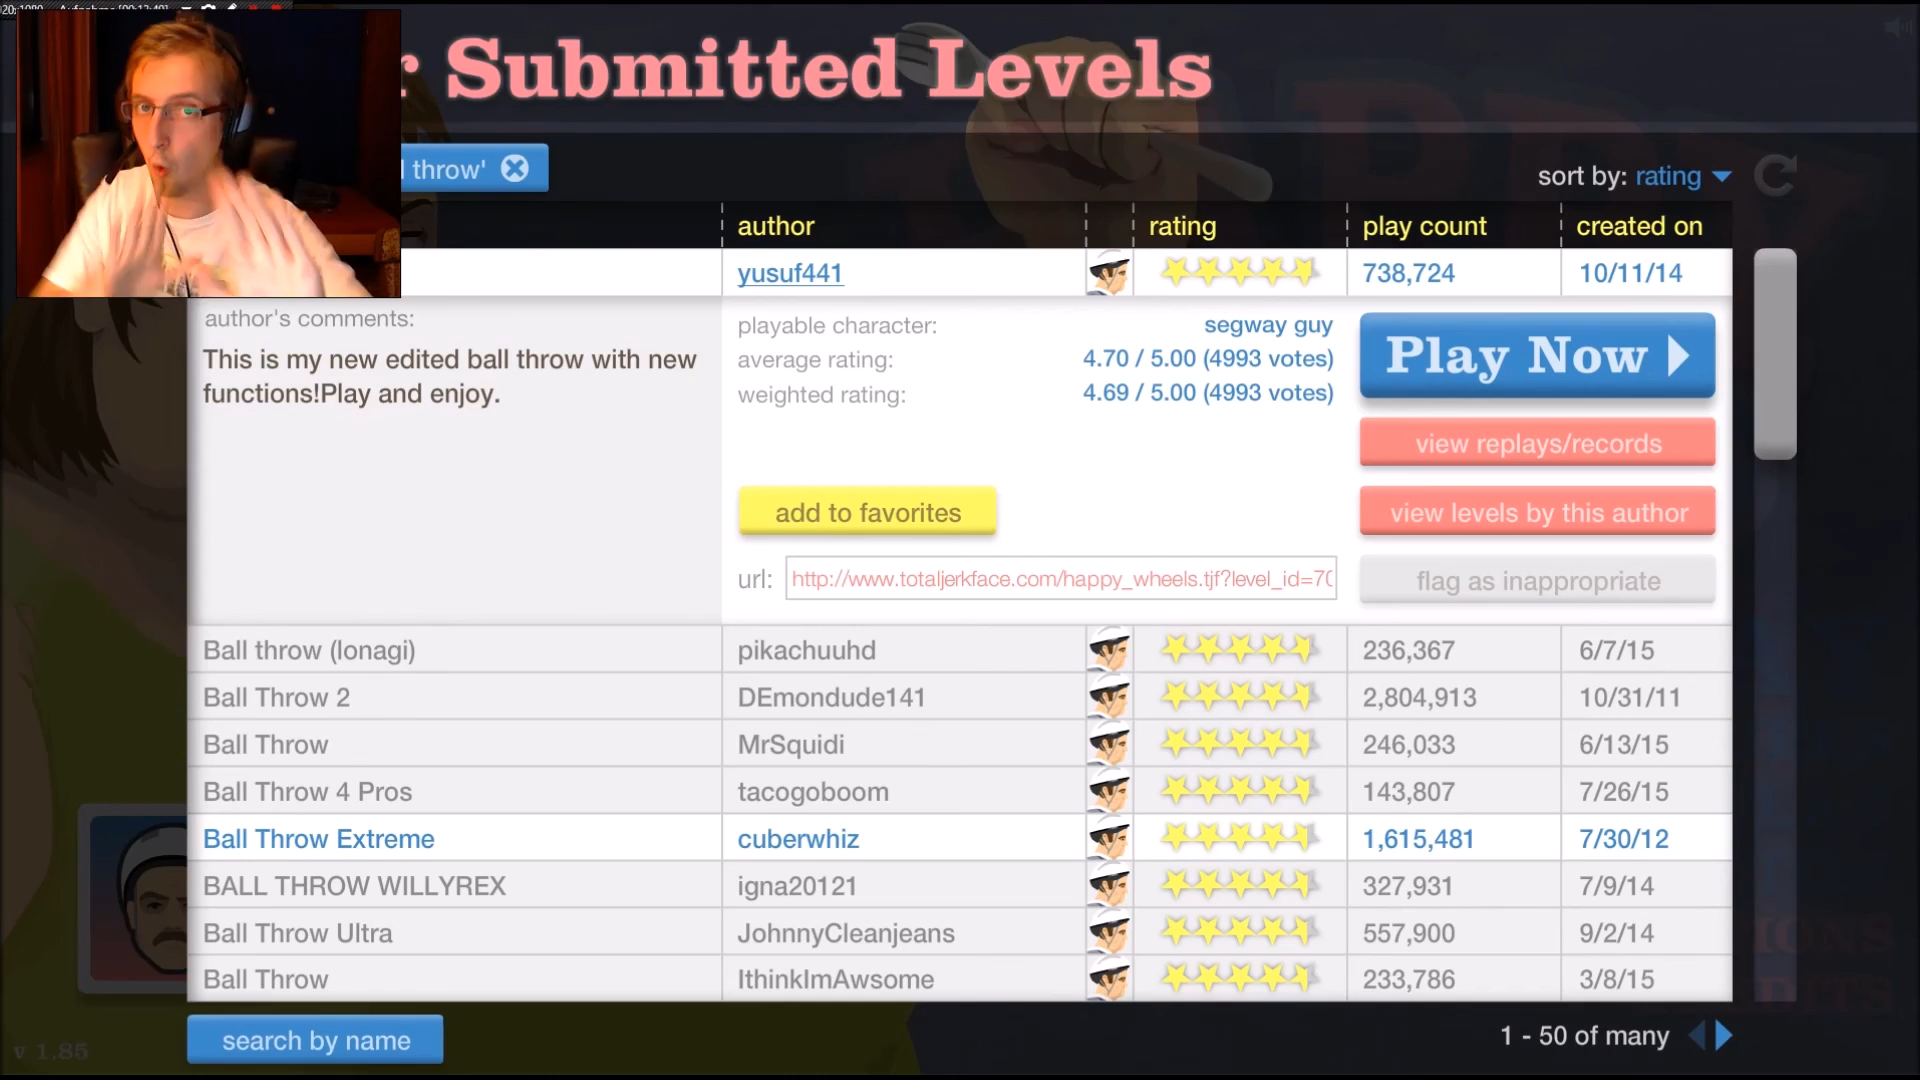 r Submitted Levels
throw'
sort by: rating
author rating play count created on
yusuf441 738,724 10/11/14
author's comments:
This is my new edited ball throw with new
functions!Play and enjoy.
playable character: segway guy
average rating: 4.70 / 5.00 (4993 votes)
weighted rating: 4.69 / 5.00 (4993 votes)
Play Now
view replays/records
add to favorites
view levels by this author
url: http://www.totaljerkface.com/happy_wheels.tjf?level_id=70
flag as inappropriate
Ball throw (lonagi) pikachuuhd 236,367 6/7/15
Ball Throw 2 DEmondude141 2,804,913 10/31/11
Ball Throw MrSquidi 246,033 6/13/15
Ball Throw 4 Pros tacogoboom 143,807 7/26/15
Ball Throw Extreme cuberwhiz 1,615,481 7/30/12
BALL THROW WILLYREX igna20121 327,931 7/9/14
Ball Throw Ultra JohnnyCleanjeans 557,900 9/2/14
Ball Throw IthinkImAwsome 233,786 3/8/15
search by name
1 - 50 of many
v 1.85